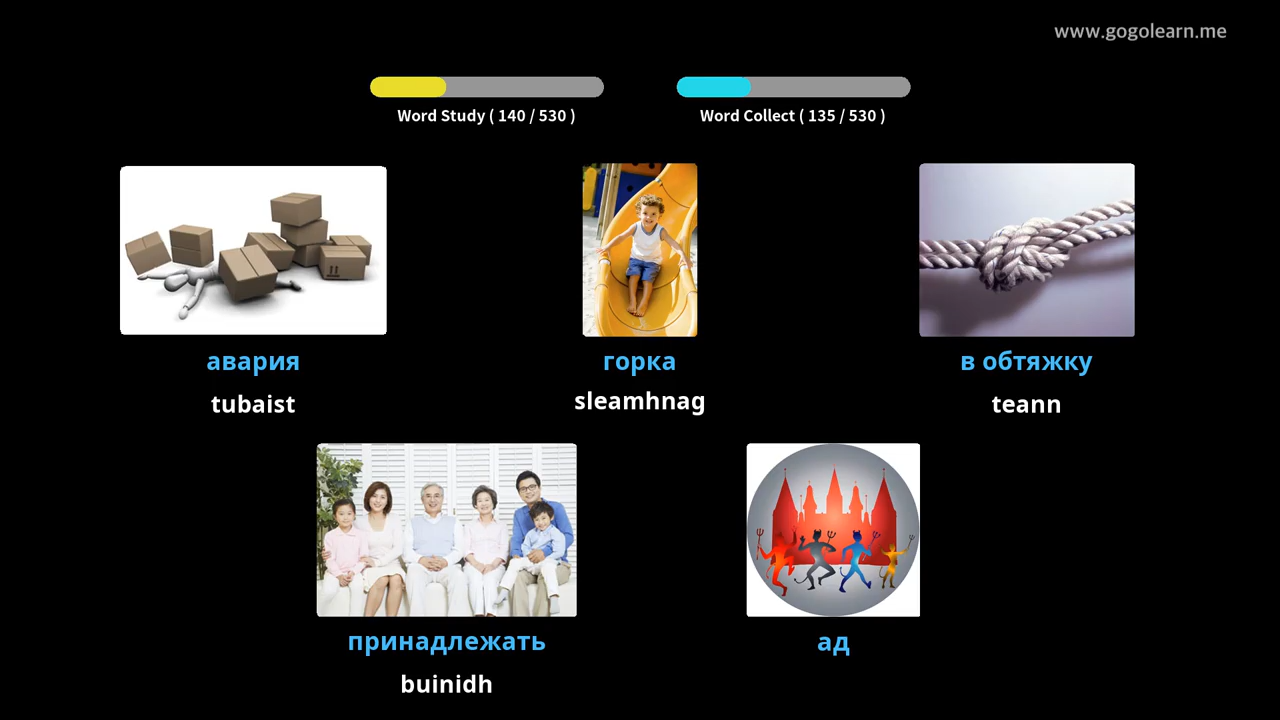 www.gogolearn.me
Word Study ( 140 / 530 )
Word Collect ( 135 / 530 )
авария
горка
в обтяжку
tubaist
sleamhnag
teann
принадлежать
ад
buinidh